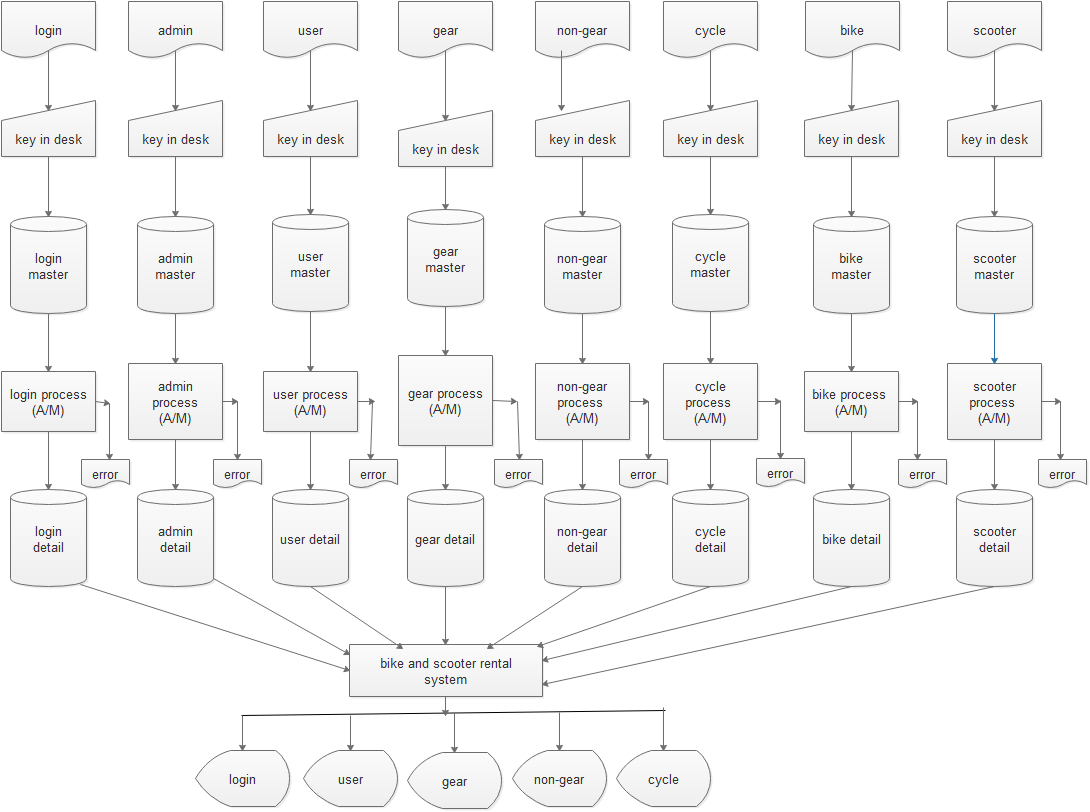 login
admin
user
gear
non-gear
cycle
bike
scooter
key in desk
key in desk
key in desk
key in desk
key in desk
key in desk
key in desk
key in desk
login
master
admin
master
user
master
gear
master
non-gear
master
cycle
master
bike
master
scooter
master
login process
(A/M)
admin
process
(A/M)
user process
(A/M)
gear process
(A/M)
non-gear
process
(A/M)
cycle
process
(A/M)
bike process
(A/M)
scooter
process
(A/M)
error
error
error
error
error
error
error
error
login
detail
admin
detail
user detail
gear detail
non-gear
detail
cycle
detail
bike detail
scooter
detail
bike and scooter rental
system
login
user
gear
non-gear
cycle